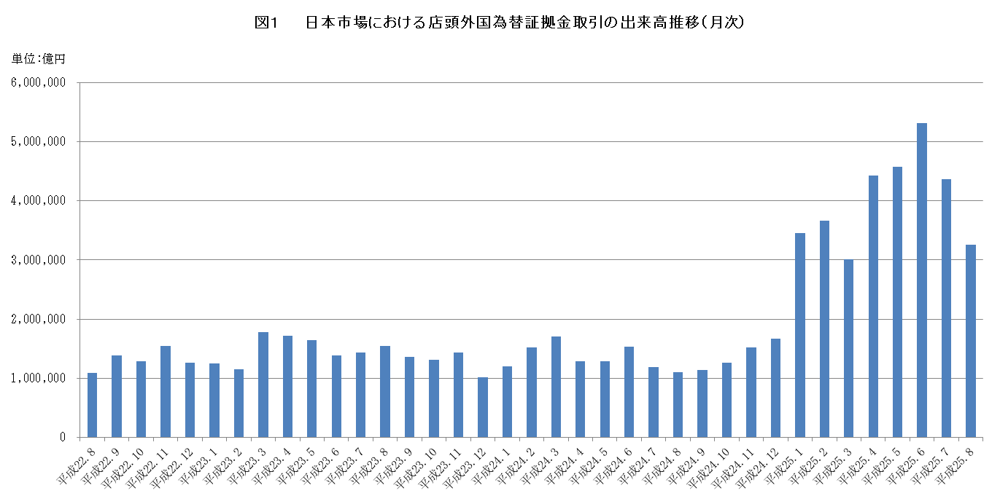 図1　日本市場における店頭外国為替証拠金取引の出来高推移(月次)
単位:億円
6,000,000
5,000,000
4,000,000
3,000,000
2,000,000
1,000,000
0
平成22.8
平成22.9
平成22.10
平成22.11
平成22.12
平成23.1
平成23.2
平成23.3
平成23.4
平成23.5
平成23.6
平成23.7
平成23.8
平成23.9
平成23.10
平成23.11
平成23.12
平成24.1
平成24.2
平成24.3
平成24.4
平成24.5
平成24.6
平成24.7
平成24.8
平成24.9
平成24.10
平成24.11
平成24.12
平成25.1
平成25.2
平成25.3
平成25.4
平成25.5
平成25.6
平成25.7
平成25.8